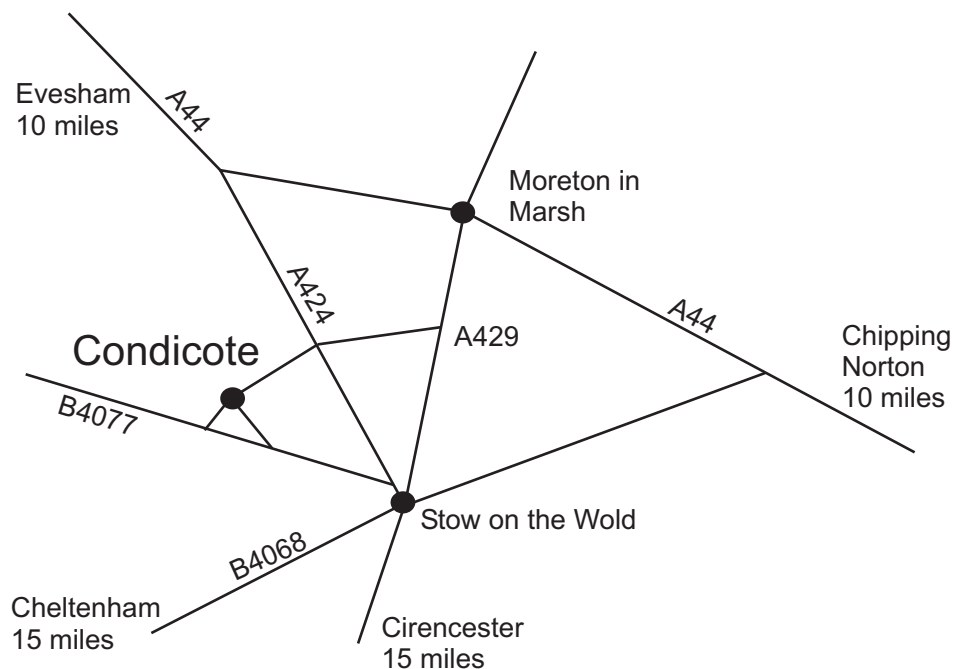 Evesham
10 miles
A44
Moreton in
Marsh
A424
A429
A44
Condicote
Chipping
Norton
10 miles
B4077
Stow on the Wold
B4068
Cheltenham
15 miles
Cirencester
15 miles